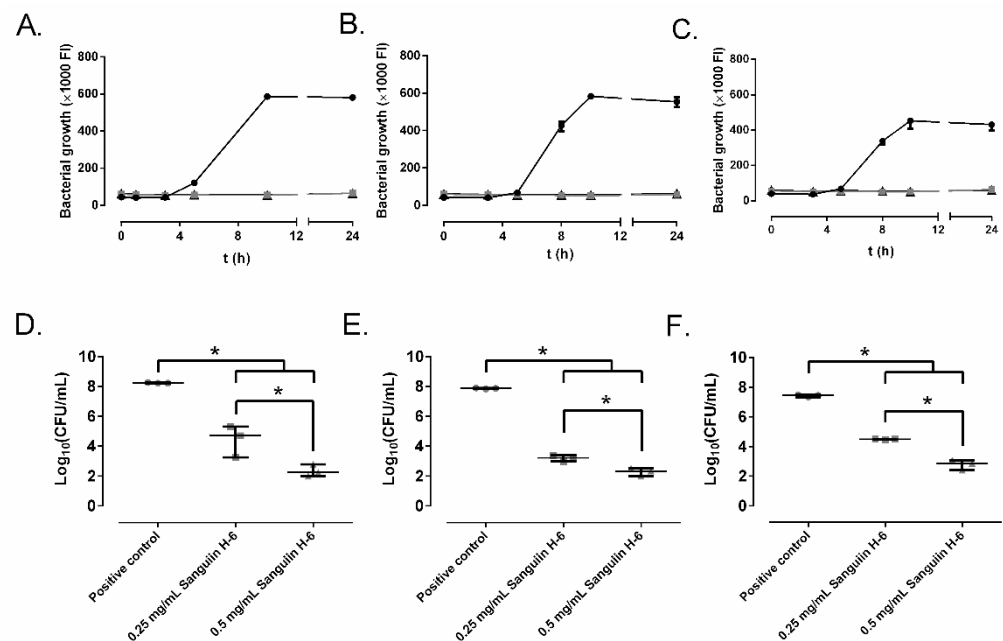 A.
B.
C.
Bacterial growth (×1000 FI)
800
600
400
200
0
0
4
8
12
24
t (h)
Bacterial growth (×1000 FI)
800
600
400
200
0
0
4
8
12
24
t (h)
Bacterial growth (×1000 FI)
800
600
400
200
0
0
4
8
12
24
t (h)
D.
E.
F.
Log10(CFU/mL)
10
8
6
4
2
0
*
*
Positive control
0.25 mg/mL Sanguiin H-6
0.5 mg/mL Sanguiin H-6
Log10(CFU/mL)
10
8
6
4
2
0
*
*
Positive control
0.25 mg/mL Sanguiin H-6
0.5 mg/mL Sanguiin H-6
Log10(CFU/mL)
10
8
6
4
2
0
*
*
Positive control
0.25 mg/mL Sanguiin H-6
0.5 mg/mL Sanguiin H-6